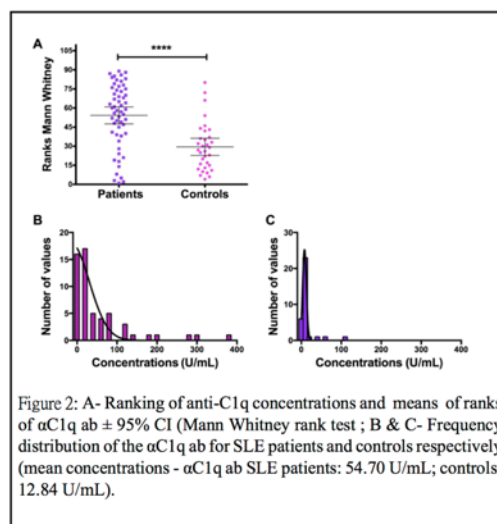 A
****
Ranks Mann Whitney
105
90
75
60
45
30
15
0
Patients
Controls
B
Number of values
20
15
10
5
0
0
100
200
300
400
Concentrations (U/mL)
C
Number of values
30
20
10
0
0
100
200
300
400
Concentrations (U/mL)
Figure 2: A- Ranking of anti-C1q concentrations and means of ranks
of αC1q ab ± 95% CI (Mann Whitney rank test ; B & C- Frequency
distribution of the αC1q ab for SLE patients and controls respectively
(mean concentrations - αC1q ab SLE patients: 54.70 U/mL; controls
12.84 U/mL).